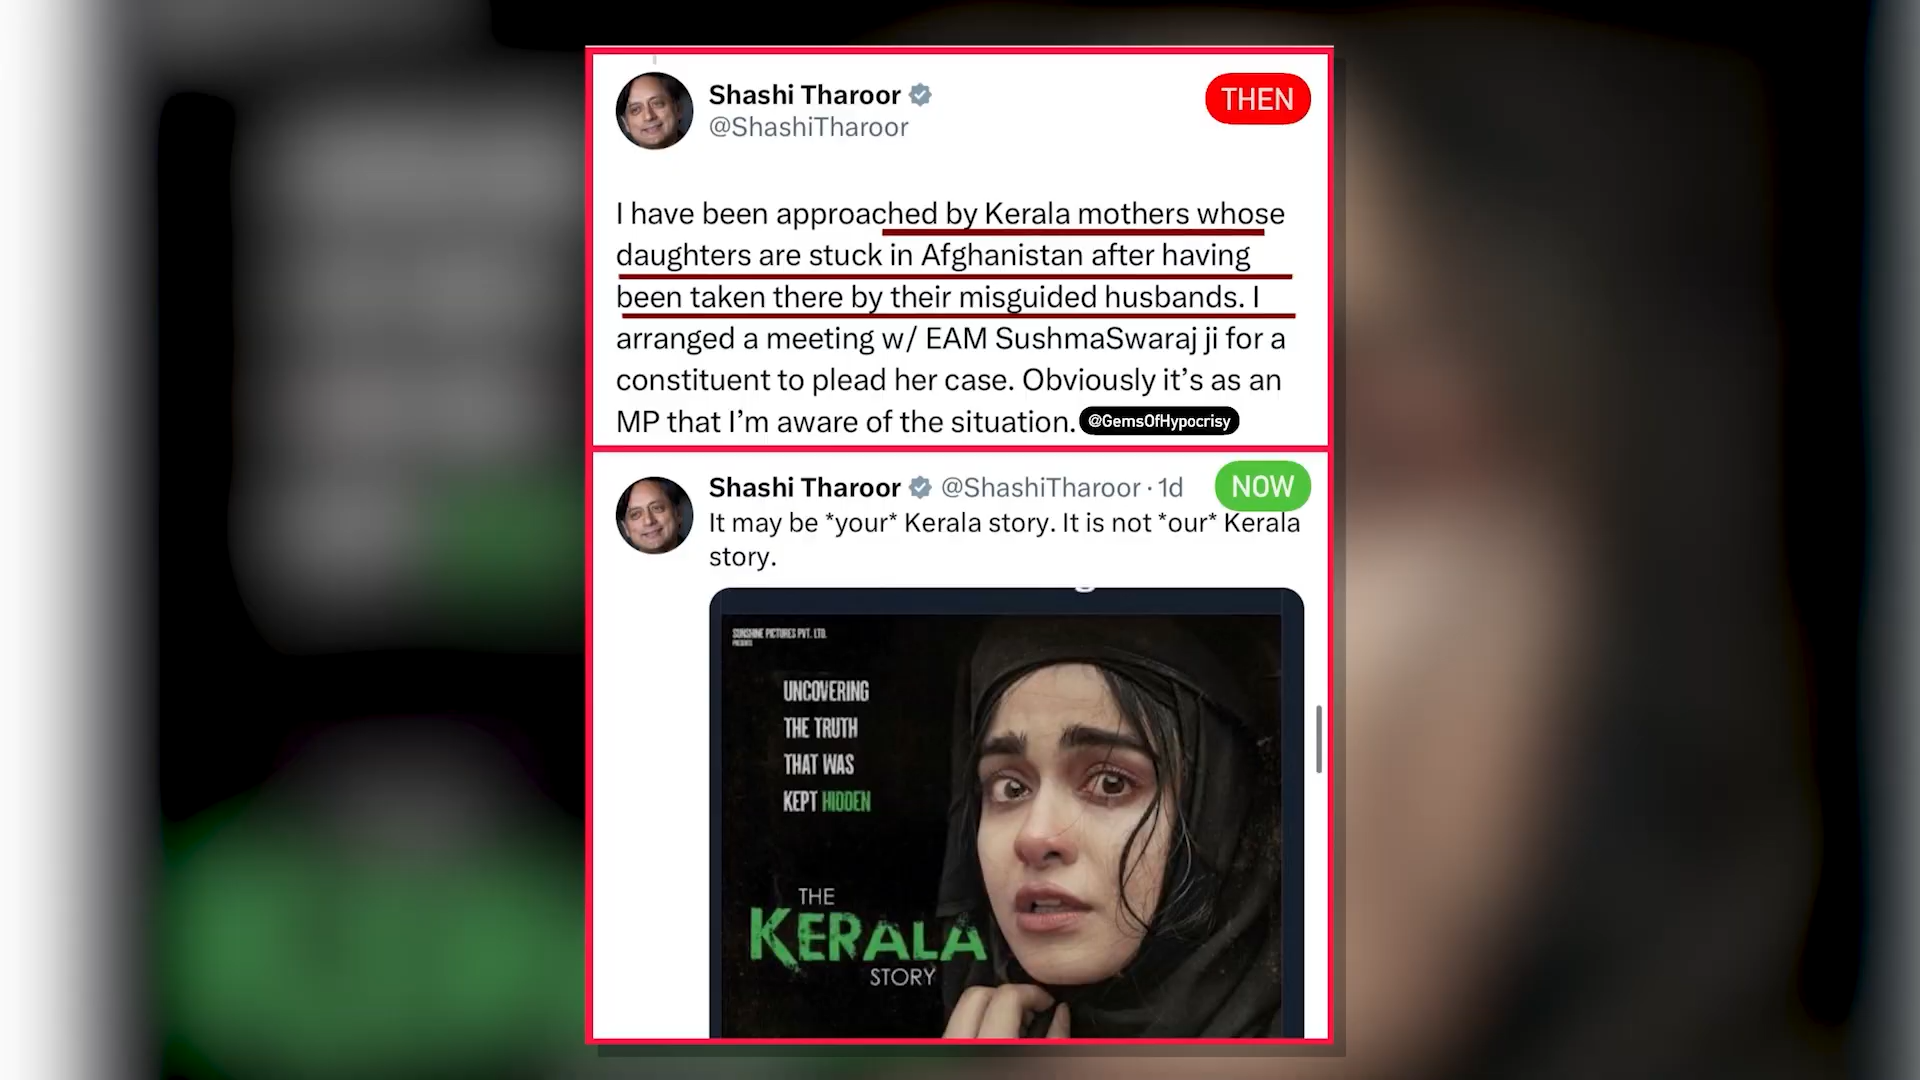 Shashi Tharoor
THEN
@ShashiTharoor
I have been approached by Kerala mothers whose
daughters are stuck in Afghanistan after having
been taken there by their misguided husbands. I
arranged a meeting w/ EAM SushmaSwaraj ji for a
constituent to plead her case. Obviously it’s as an
MP that I’m aware of the situation. @GemsOfHypocrisy
Shashi Tharoor @ShashiTharoor · 1d
NOW
It may be *your* Kerala story. It is not *our* Kerala
story.
SUNSHINE PICTURES PVT. LTD.
PRESENTS
UNCOVERING
THE TRUTH
THAT WAS
KEPT HIDDEN
THE
KERALA
STORY